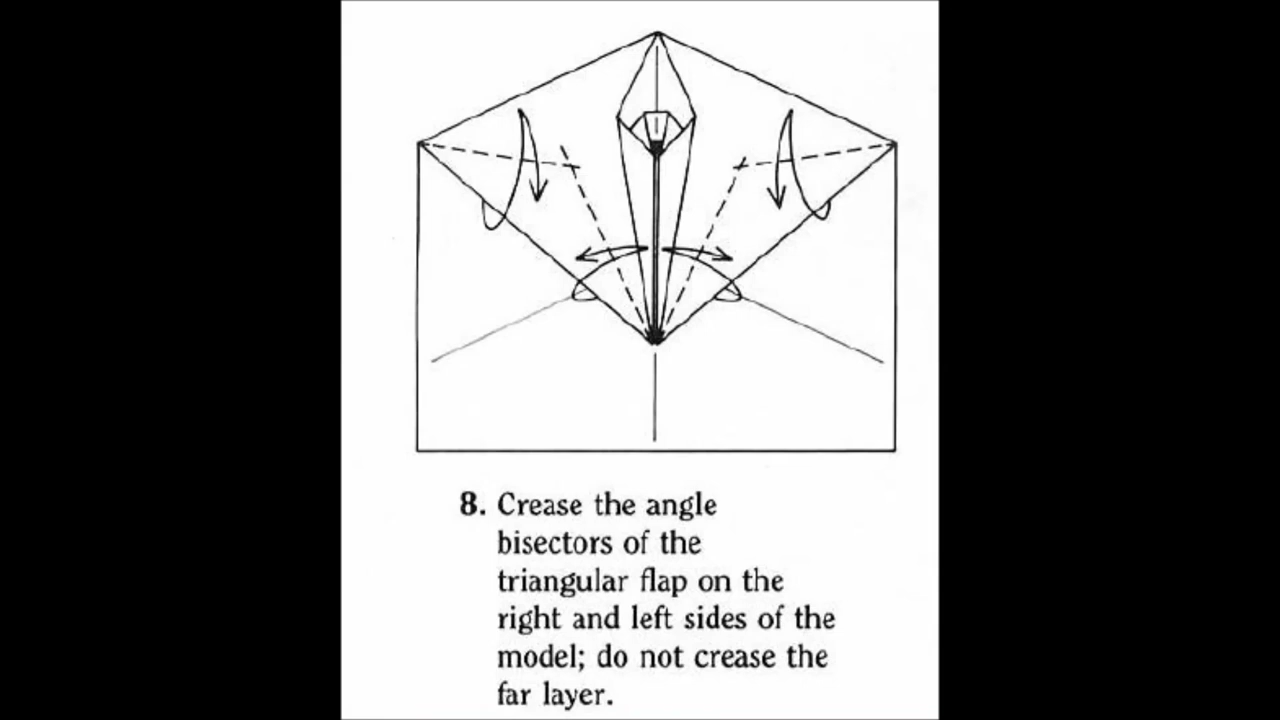 8. Crease the angle
bisectors of the
triangular flap on the
right and left sides of the
model; do not crease the
far layer.